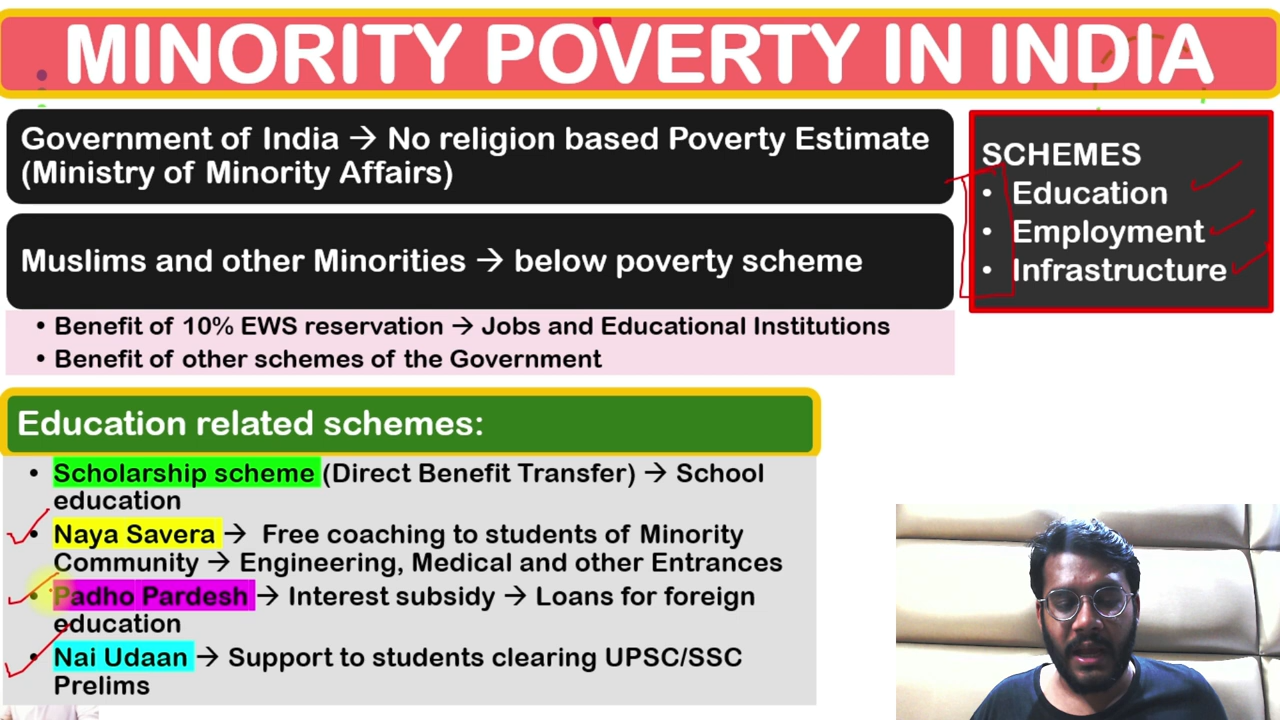 MINORITY POVERTY IN INDIA
Government of India → No religion based Poverty Estimate
(Ministry of Minority Affairs)
Muslims and other Minorities → below poverty scheme
• Benefit of 10% EWS reservation → Jobs and Educational Institutions
• Benefit of other schemes of the Government
SCHEMES
• Education
• Employment
• Infrastructure
Education related schemes:
• Scholarship scheme (Direct Benefit Transfer) → School
education
• Naya Savera → Free coaching to students of Minority
Community → Engineering, Medical and other Entrances
• Padho Pardesh → Interest subsidy → Loans for foreign
education
• Nai Udaan → Support to students clearing UPSC/SSC
Prelims